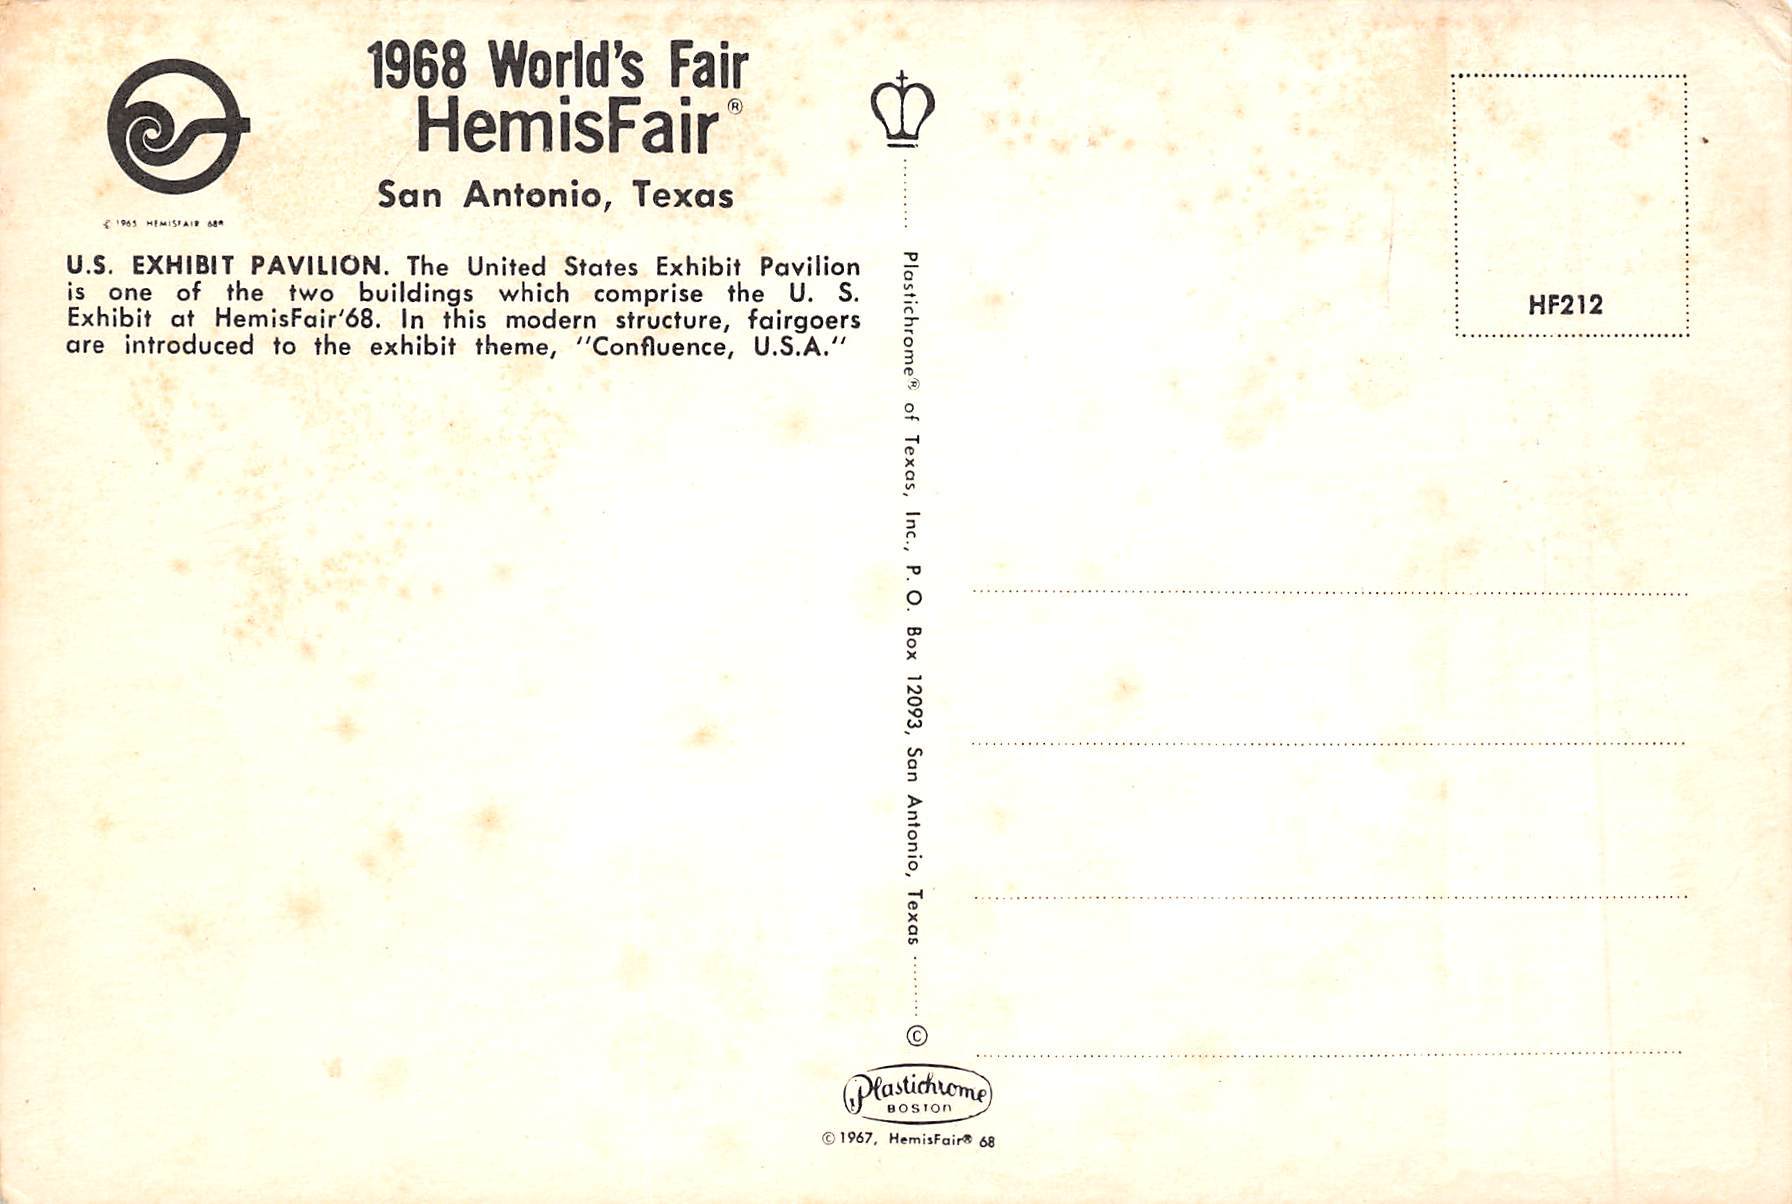 1968 World's Fair
HemisFair®
San Antonio, Texas
© 1965 HEMISFAIR 68®
U.S. EXHIBIT PAVILION. The United States Exhibit Pavilion
is one of the two buildings which comprise the U. S.
Exhibit at HemisFair'68. In this modern structure, fairgoers
are introduced to the exhibit theme, "Confluence, U.S.A."
Plastichrome® of Texas, Inc., P. O. Box 12093, San Antonio, Texas
©
Plastichrome
BOSTON
© 1967, HemisFair® 68
HF212